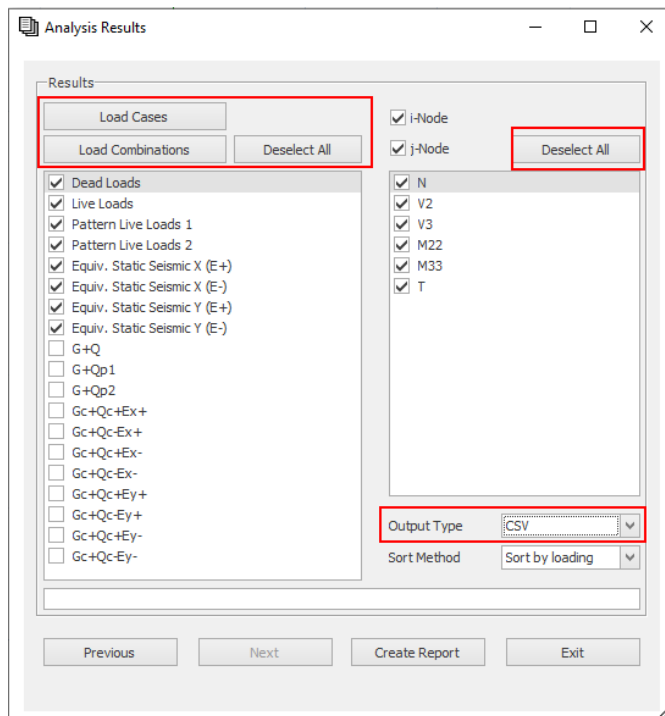 Analysis Results
Results
Load Cases
Load Combinations Deselect All
i-Node
j-Node Deselect All
Dead Loads
Live Loads
Pattern Live Loads 1
Pattern Live Loads 2
Equiv. Static Seismic X (E+)
Equiv. Static Seismic X (E-)
Equiv. Static Seismic Y (E+)
Equiv. Static Seismic Y (E-)
G+Q
G+Qp1
G+Qp2
Gc+Qc+Ex+
Gc+Qc-Ex+
Gc+Qc+Ex-
Gc+Qc-Ex-
Gc+Qc+Ey+
Gc+Qc-Ey+
Gc+Qc+Ey-
Gc+Qc-Ey-
N
V2
V3
M22
M33
T
Output Type CSV
Sort Method Sort by loading
Previous Next Create Report Exit